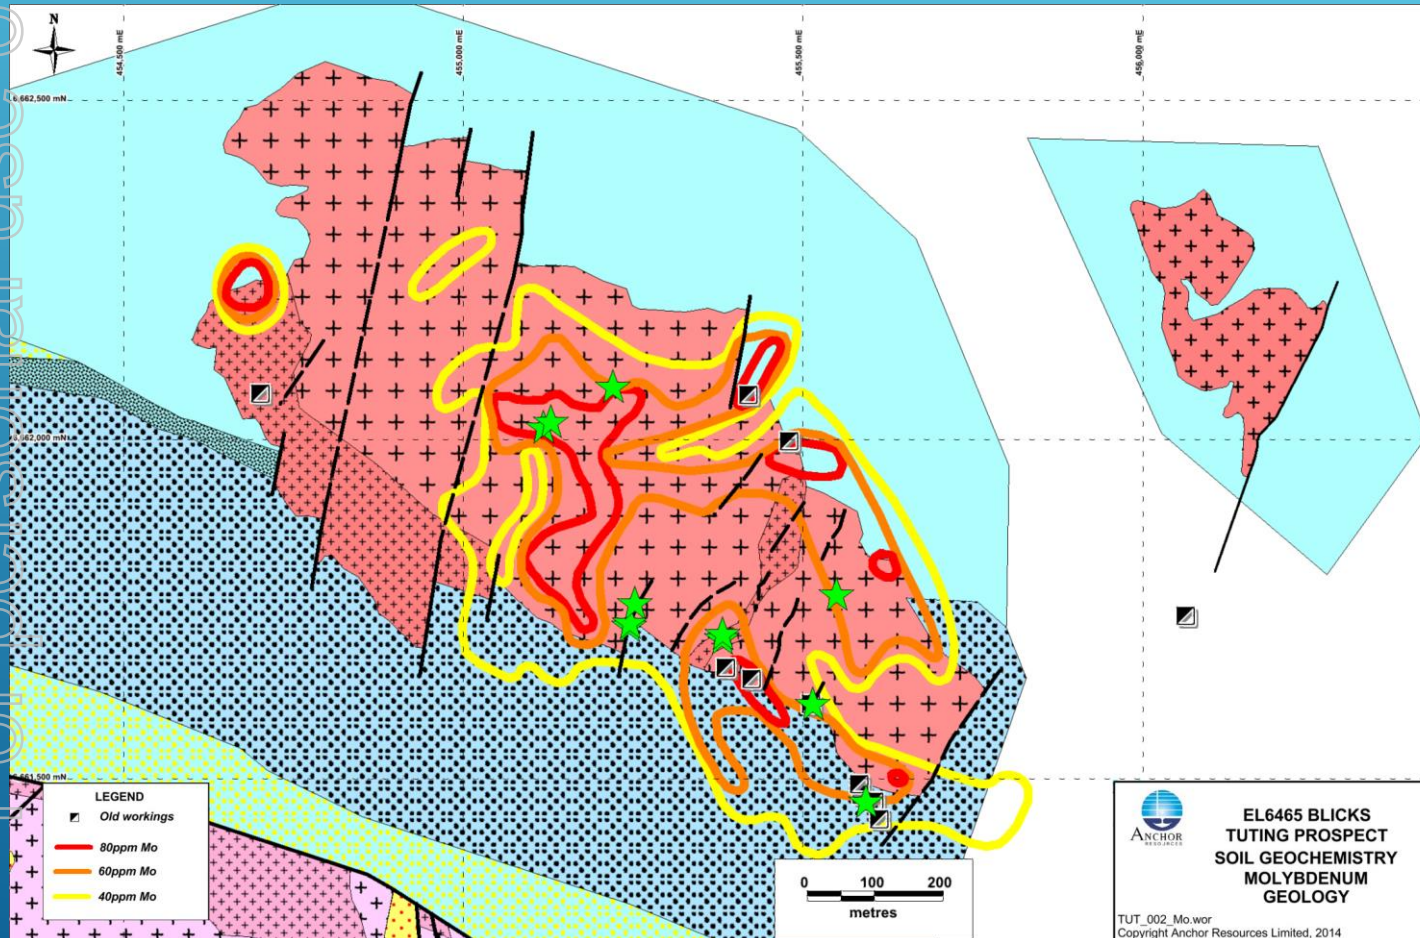 N
454,500 mE
455,000 mE
455,500 mE
456,000 mE
6,662,500 mN
6,662,000 mN
6,661,500 mN
LEGEND
Old workings
80ppm Mo
60ppm Mo
40ppm Mo
0 100 200
metres
ANCHOR
RESOURCES
EL6465 BLICKS
TUTING PROSPECT
SOIL GEOCHEMISTRY
MOLYBDENUM
GEOLOGY
TUT_002_Mo.wor
Copyright Anchor Resources Limited, 2014